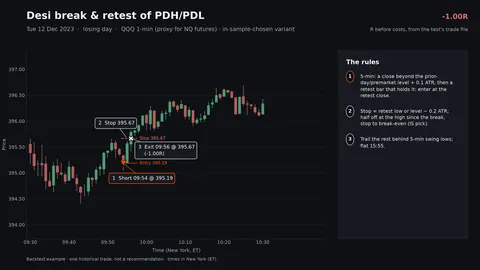 Desi break & retest of PDH/PDL
-1.00R
Tue 12 Dec 2023 · losing day · QQQ 1-min (proxy for NQ futures) · in-sample-chosen variant
R before costs, from the test's trade file
The rules
1 5-min: a close beyond the prior-
day/premarket level + 0.1 ATR, then a
retest bar that holds it: enter at the
retest close.
2 Stop = retest low/level − 0.2 ATR;
half off at the high since the break,
stop to break-even (IS pick)
3 Trail the rest behind 5-min swing lows;
flat 15:55.
397.00
396.50
396.00
395.50
395.00
394.50
394.00
Price
2 Stop 395.67
Stop 395.67
3 Exit 09:56 @ 395.67
(-1.00R)
Entry 395.19
1 Short 09:54 @ 395.19
09:30
09:40
09:50
10:00
10:10
10:20
10:30
Time (New York, ET)
Backtest example · one historical trade, not a recommendation · times in New York (ET)